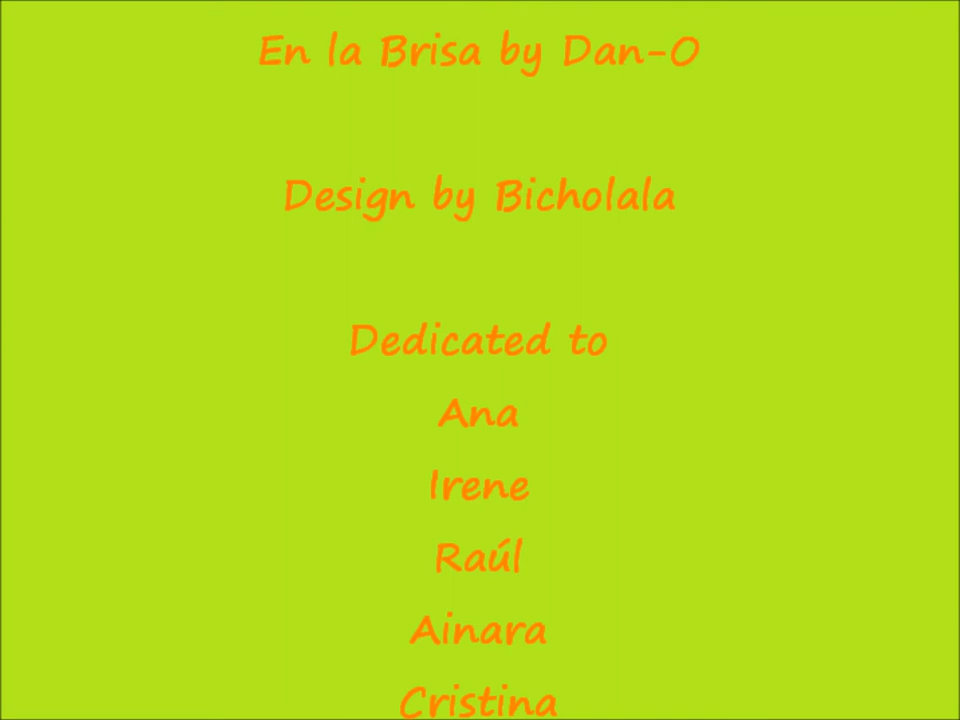 En la Brisa by Dan-O
Design by Bicholala
Dedicated to
Ana
Irene
Raúl
Ainara
Cristina